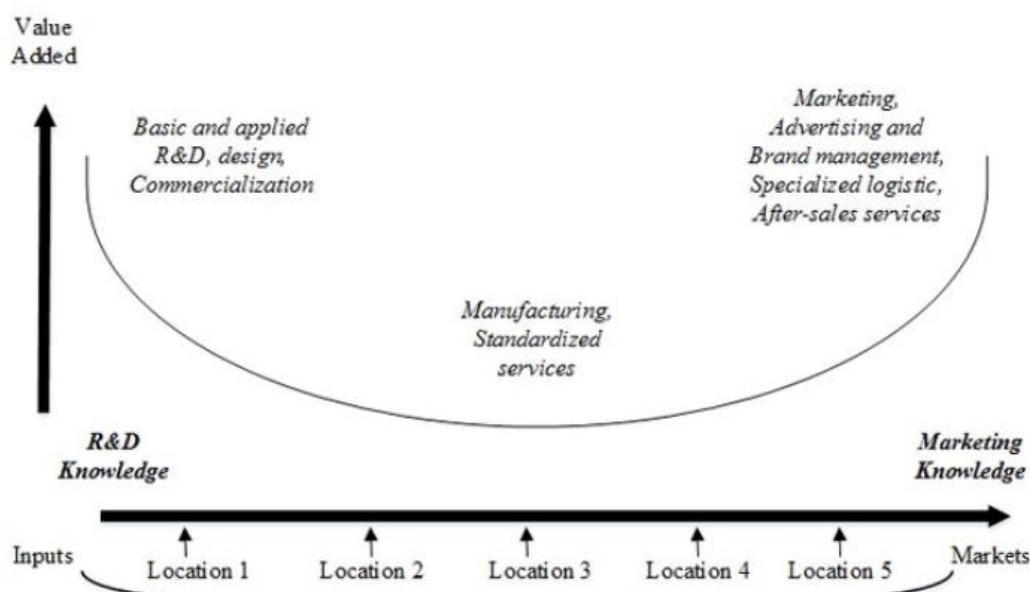 Value
Added
Basic and applied
R&D, design,
Commercialization
Marketing,
Advertising and
Brand management,
Specialized logistic,
After-sales services
Manufacturing,
Standardized
services
R&D
Knowledge
Marketing
Knowledge
Inputs
Location 1
Location 2
Location 3
Location 4
Location 5
Markets